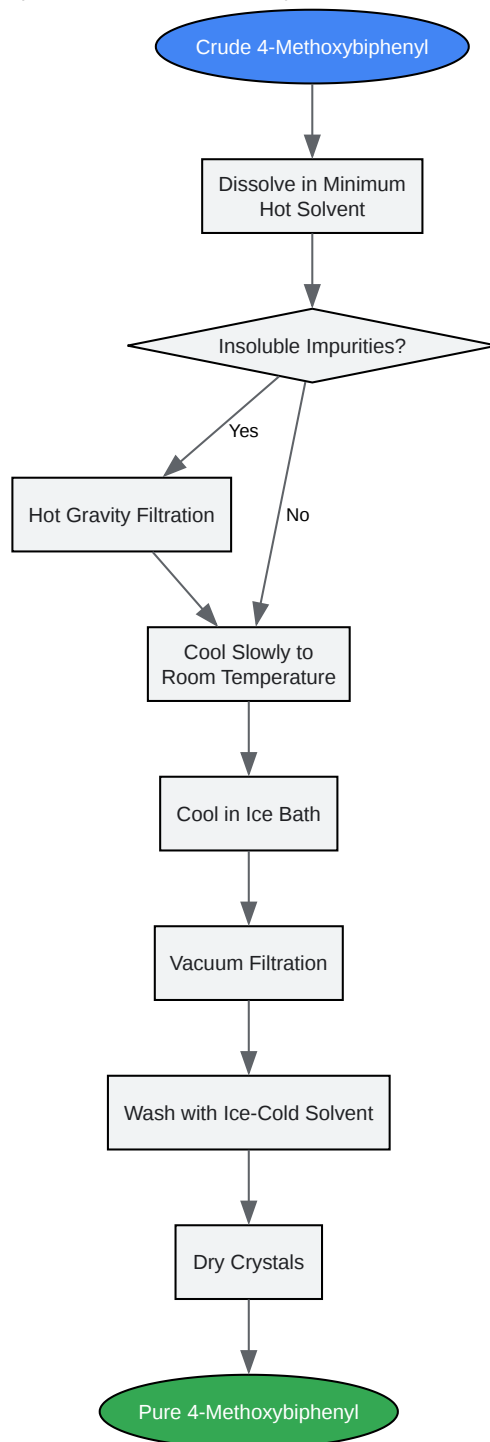 Crude 4-Methoxybiphenyl
Dissolve in Minimum
Hot Solvent
Insoluble Impurities?
Yes
Hot Gravity Filtration
No
Cool Slowly to
Room Temperature
Cool in Ice Bath
Vacuum Filtration
Wash with Ice-Cold Solvent
Dry Crystals
Pure 4-Methoxybiphenyl